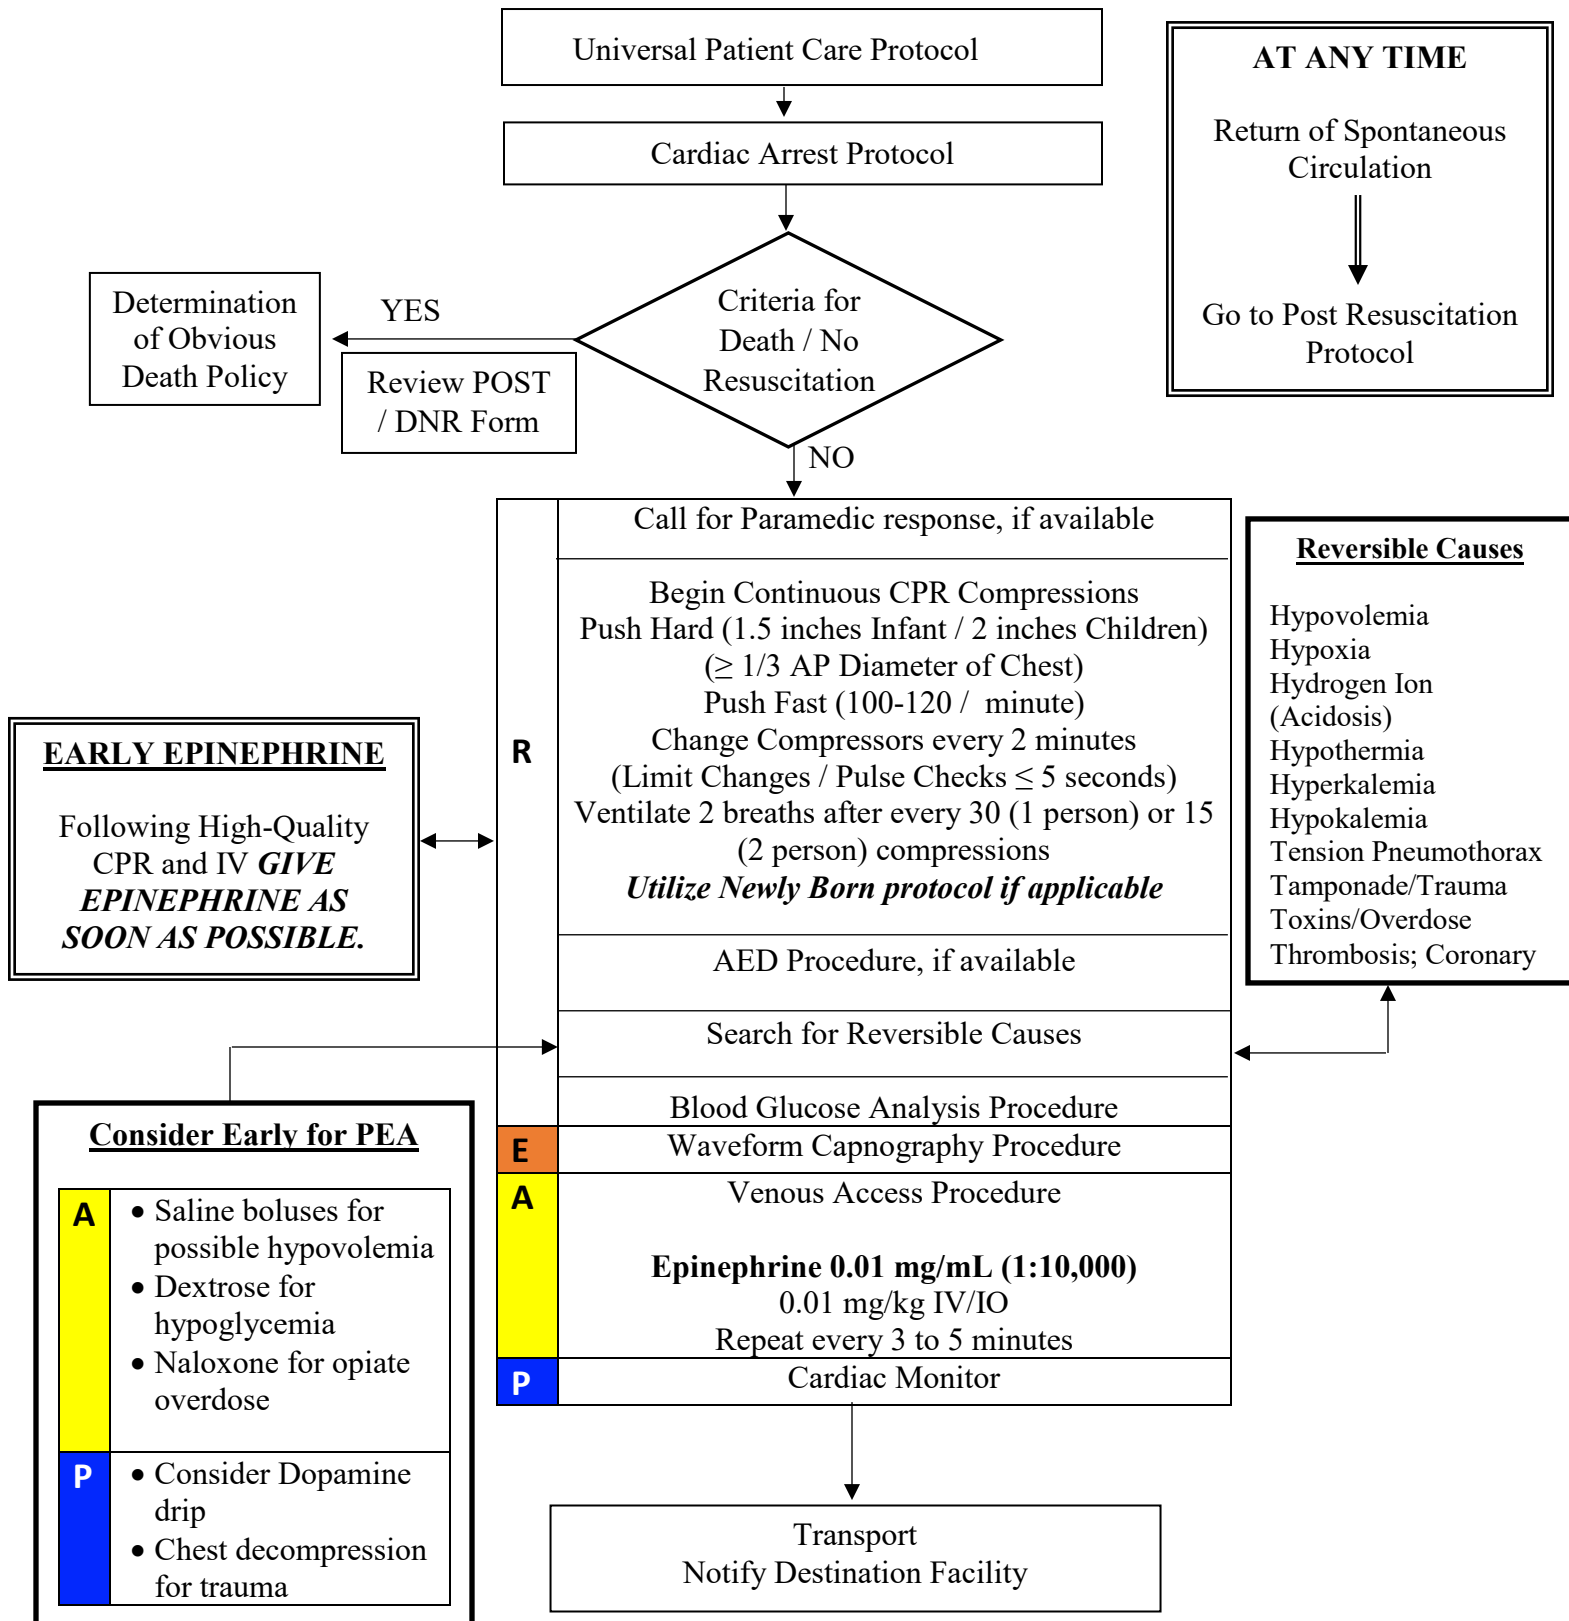 Universal Patient Care Protocol
Cardiac Arrest Protocol
AT ANY TIME
Return of Spontaneous
Circulation
Go to Post Resuscitation
Protocol
Criteria for
Death / No
Resuscitation
YES
Determination
of Obvious
Death Policy
Review POST
/ DNR Form
NO
R
Call for Paramedic response, if available
Begin Continuous CPR Compressions
Push Hard (1.5 inches Infant / 2 inches Children)
(≥ 1/3 AP Diameter of Chest)
Push Fast (100-120 / minute)
Change Compressors every 2 minutes
(Limit Changes / Pulse Checks ≤ 5 seconds)
Ventilate 2 breaths after every 30 (1 person) or 15
(2 person) compressions
Utilize Newly Born protocol if applicable
AED Procedure, if available
Search for Reversible Causes
Blood Glucose Analysis Procedure
E
Waveform Capnography Procedure
A
Venous Access Procedure
Epinephrine 0.01 mg/mL (1:10,000)
0.01 mg/kg IV/IO
Repeat every 3 to 5 minutes
P
Cardiac Monitor
Transport
Notify Destination Facility
EARLY EPINEPHRINE
Following High-Quality
CPR and IV GIVE
EPINEPHRINE AS
SOON AS POSSIBLE.
Reversible Causes
Hypovolemia
Hypoxia
Hydrogen Ion
(Acidosis)
Hypothermia
Hyperkalemia
Hypokalemia
Tension Pneumothorax
Tamponade/Trauma
Toxins/Overdose
Thrombosis; Coronary
Consider Early for PEA
A
• Saline boluses for
possible hypovolemia
• Dextrose for
hypoglycemia
• Naloxone for opiate
overdose
P
• Consider Dopamine
drip
• Chest decompression
for trauma